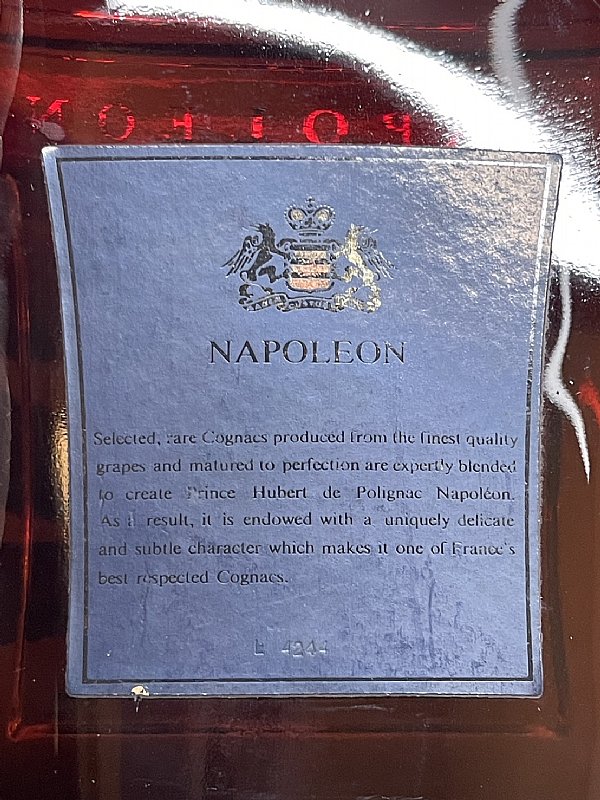 NAPOLEON
Selected, rare Cognacs produced from the finest quality
grapes and matured to perfection are expertly blended
to create Prince Hubert de Polignac Napoléon.
As a result, it is endowed with a uniquely delicate
and subtle character which makes it one of France's
best respected Cognacs.
L 4244